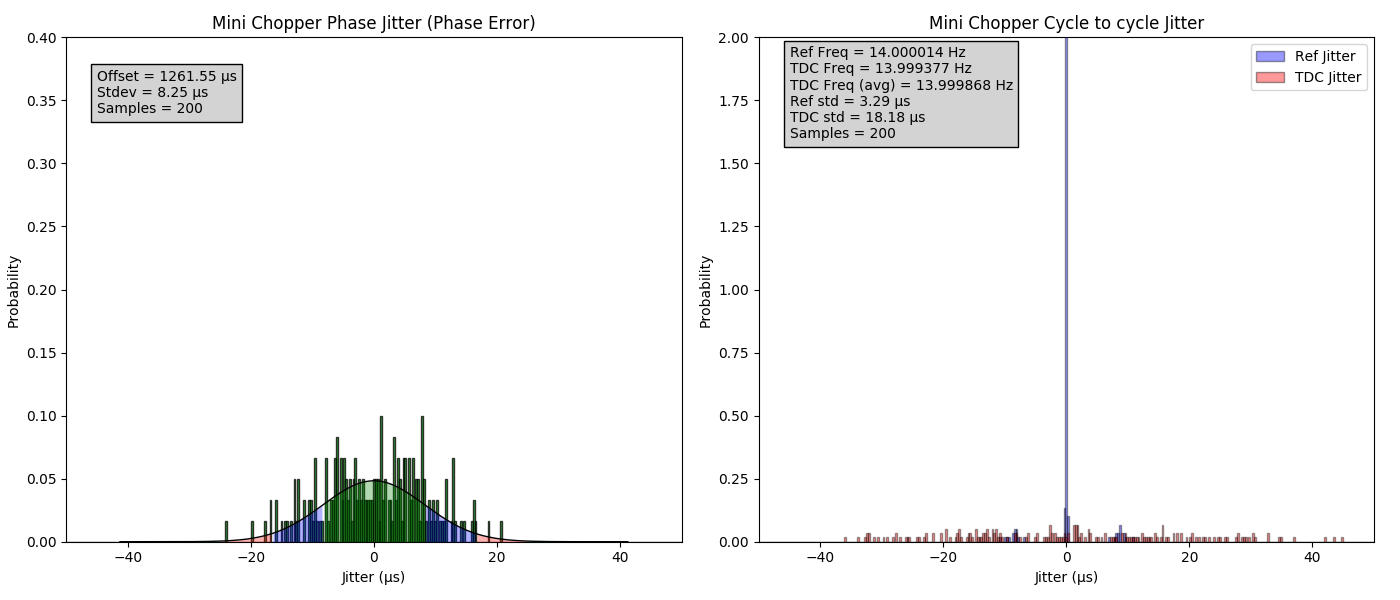 Mini Chopper Phase Jitter (Phase Error)
Offset = 1261.55 μs
Stdev = 8.25 μs
Samples = 200
Probability
0.40
0.35
0.30
0.25
0.20
0.15
0.10
0.05
0.00
−40
−20
0
20
40
Jitter (μs)
Mini Chopper Cycle to cycle Jitter
Ref Freq = 14.000014 Hz
TDC Freq = 13.999377 Hz
TDC Freq (avg) = 13.999868 Hz
Ref std = 3.29 μs
TDC std = 18.18 μs
Samples = 200
Ref Jitter
TDC Jitter
Probability
2.00
1.75
1.50
1.25
1.00
0.75
0.50
0.25
0.00
−40
−20
0
20
40
Jitter (μs)